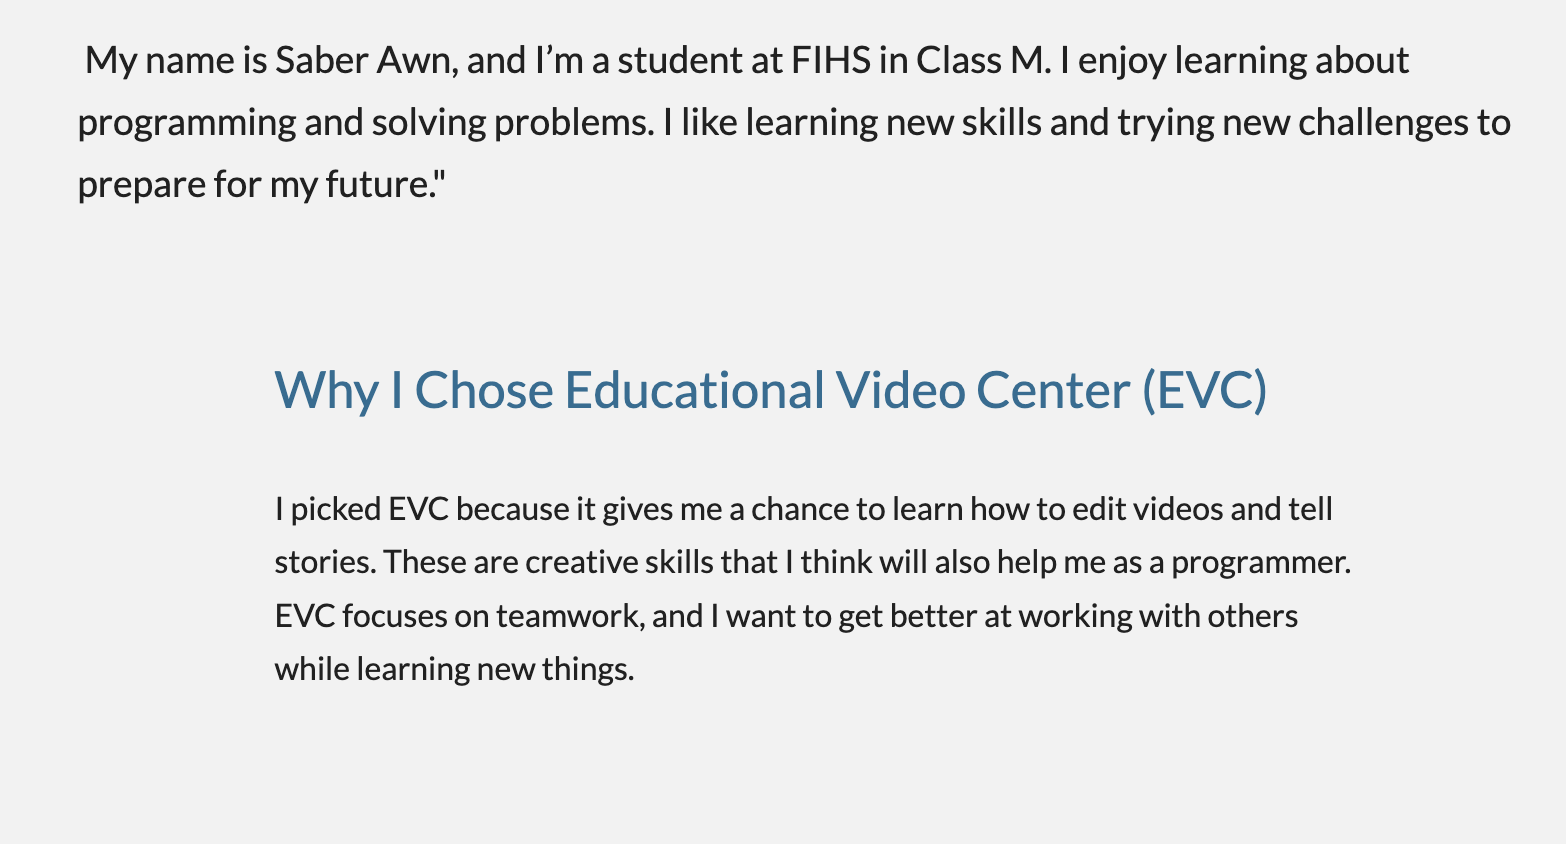 My name is Saber Awn, and I’m a student at FIHS in Class M. I enjoy learning about
programming and solving problems. I like learning new skills and trying new challenges to
prepare for my future."
Why I Chose Educational Video Center (EVC)
I picked EVC because it gives me a chance to learn how to edit videos and tell
stories. These are creative skills that I think will also help me as a programmer.
EVC focuses on teamwork, and I want to get better at working with others
while learning new things.